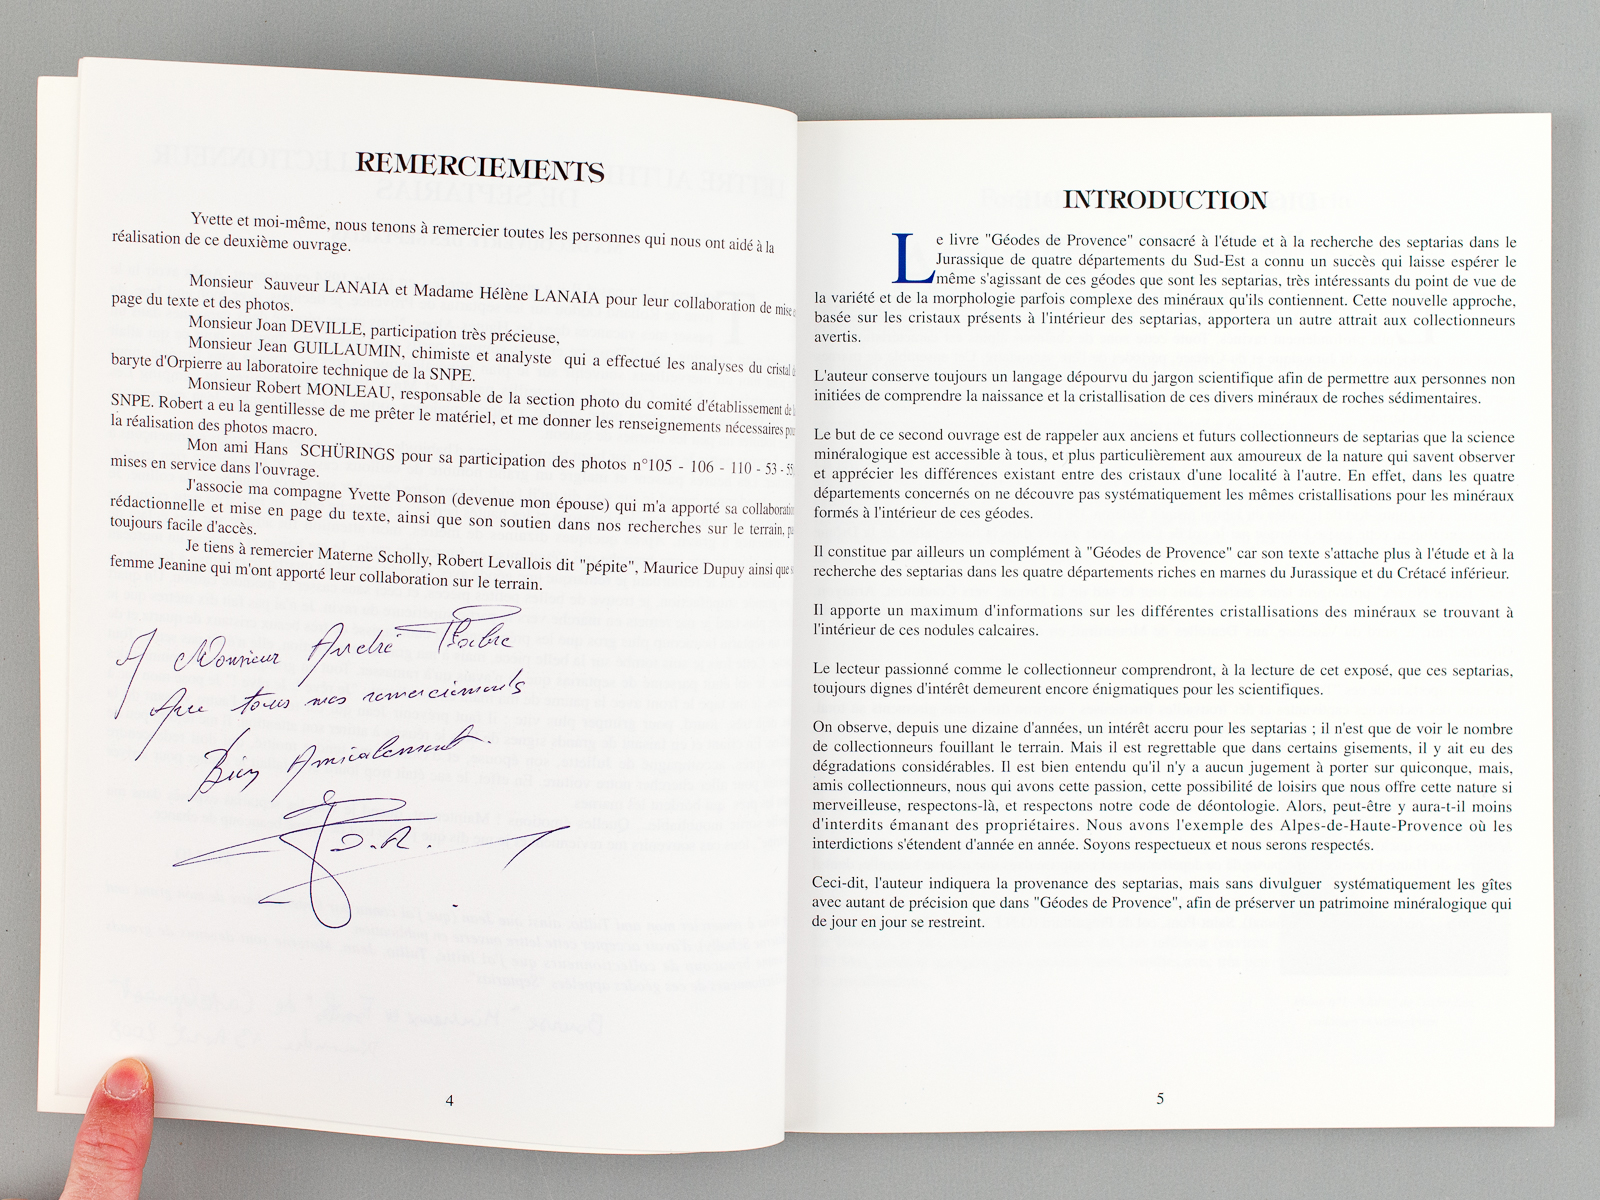 REMERCIEMENTS
Yvette et moi-même, nous tenons à remercier toutes les personnes qui nous ont aidé à la
réalisation de ce deuxième ouvrage.
Monsieur Sauveur LANAIA et Madame Hélène LANAIA pour leur collaboration de mise
page du texte et des photos.
Monsieur Joan DEVILLE, participation très précieuse,
Monsieur Jean GUILLAUMIN, chimiste et analyste qui a effectué les analyses du cristal
baryte d'Orpierre au laboratoire technique de la SNPE.
Monsieur Robert MONLEAU, responsable de la section photo du comité d'établissement de
SNPE. Robert a eu la gentillesse de me prêter le matériel, et me donner les renseignements nécessaires
la réalisation des photos macro.
Mon ami Hans SCHÜRINGS pour sa participation des photos n°105 - 106 - 110 - 53 - 55
mises en service dans l'ouvrage.
J'associe ma compagne Yvette Ponson (devenue mon épouse) qui m'a apporté sa collaboration
rédactionnelle et mise en page du texte, ainsi que son soutien dans nos recherches sur le terrain,
toujours facile d'accès.
Je tiens à remercier Materne Scholly, Robert Levallois dit "pépite", Maurice Dupuy ainsi que
femme Jeanine qui m'ont apporté leur collaboration sur le terrain.
A Monsieur André
Avec tous nos remerciements
Bien Amicalement.
4
INTRODUCTION
Le livre "Géodes de Provence" consacré à l'étude et à la recherche des septarias dans le
Jurassique de quatre départements du Sud-Est a connu un succès qui laisse espérer le
même s'agissant de ces géodes que sont les septarias, très intéressants du point de vue de
la variété et de la morphologie parfois complexe des minéraux qu'ils contiennent. Cette nouvelle approche,
basée sur les cristaux présents à l'intérieur des septarias, apportera un autre attrait aux collectionneurs
avertis.
L'auteur conserve toujours un langage dépourvu du jargon scientifique afin de permettre aux personnes non
initiées de comprendre la naissance et la cristallisation de ces divers minéraux de roches sédimentaires.
Le but de ce second ouvrage est de rappeler aux anciens et futurs collectionneurs de septarias que la science
minéralogique est accessible à tous, et plus particulièrement aux amoureux de la nature qui savent observer
et apprécier les différences existant entre des cristaux d'une localité à l'autre. En effet, dans les quatre
départements concernés on ne découvre pas systématiquement les mêmes cristallisations pour les minéraux
formés à l'intérieur de ces géodes.
Il constitue par ailleurs un complément à "Géodes de Provence" car son texte s'attache plus à l'étude et à la
recherche des septarias dans les quatre départements riches en marnes du Jurassique et du Crétacé inférieur.
Il apporte un maximum d'informations sur les différentes cristallisations des minéraux se trouvant à
l'intérieur de ces nodules calcaires.
Le lecteur passionné comme le collectionneur comprendront, à la lecture de cet exposé, que ces septarias,
toujours dignes d'intérêt demeurent encore énigmatiques pour les scientifiques.
On observe, depuis une dizaine d'années, un intérêt accru pour les septarias ; il n'est que de voir le nombre
de collectionneurs fouillant le terrain. Mais il est regrettable que dans certains gisements, il y ait eu des
dégradations considérables. Il est bien entendu qu'il n'y a aucun jugement à porter sur quiconque, mais,
amis collectionneurs, nous qui avons cette passion, cette possibilité de loisirs que nous offre cette nature si
merveilleuse, respectons-là, et respectons notre code de déontologie. Alors, peut-être y aura-t-il moins
d'interdits émanant des propriétaires. Nous avons l'exemple des Alpes-de-Haute-Provence où les
interdictions s'étendent d'année en année. Soyons respectueux et nous serons respectés.
Ceci-dit, l'auteur indiquera la provenance des septarias, mais sans divulguer systématiquement les gîtes
avec autant de précision que dans "Géodes de Provence", afin de préserver un patrimoine minéralogique qui
de jour en jour se restreint.
5